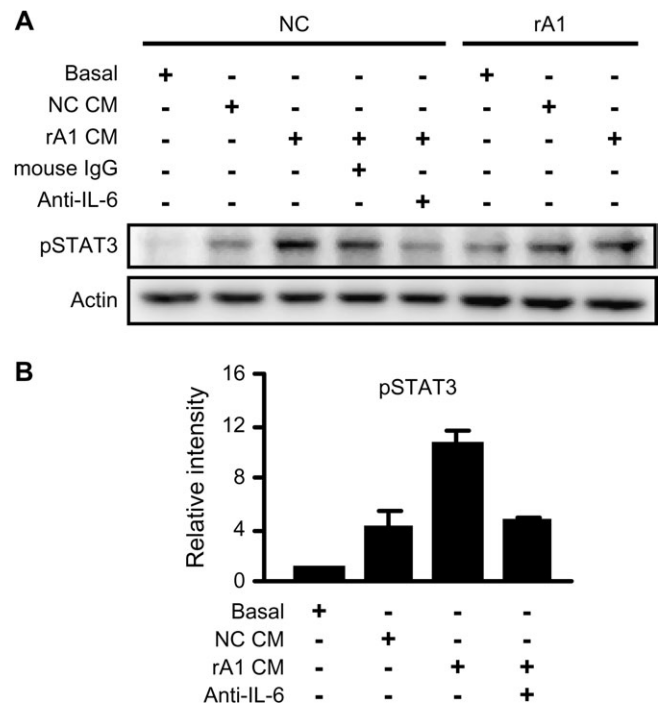 A
NC rA1
Basal + - - - - + - -
NC CM - + - - - - + -
rA1 CM - - + + + - - +
mouse IgG - - - + - - - -
Anti-IL-6 - - - - + - - -
pSTAT3
Actin
B
pSTAT3
Relative intensity
16
12
8
4
0
Basal + - - -
NC CM - + - -
rA1 CM - - + +
Anti-IL-6 - - - +